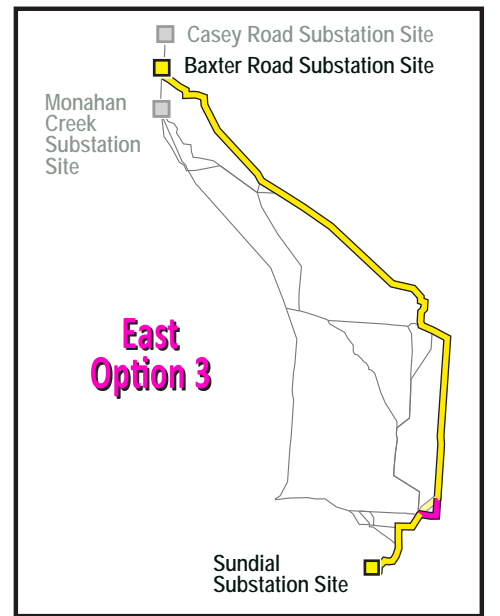 Casey Road Substation Site
Baxter Road Substation Site
Monahan
Creek
Substation
Site
East
Option 3
Sundial
Substation Site